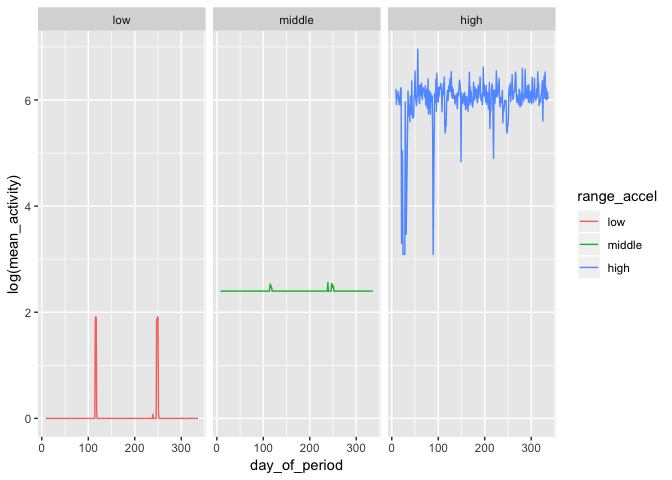 low middle high
log(mean_activity)
6
4
2
0
0 100 200 300 0 100 200 300 0 100 200 300
day_of_period
range_accel
low
middle
high